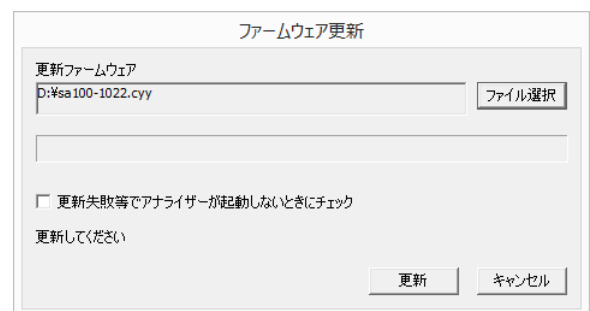 ファームウェア更新
更新ファームウェア
D:¥sa100-1022.cyy
ファイル選択
更新失敗等でアナライザーが起動しないときにチェック
更新してください
更新
キャンセル